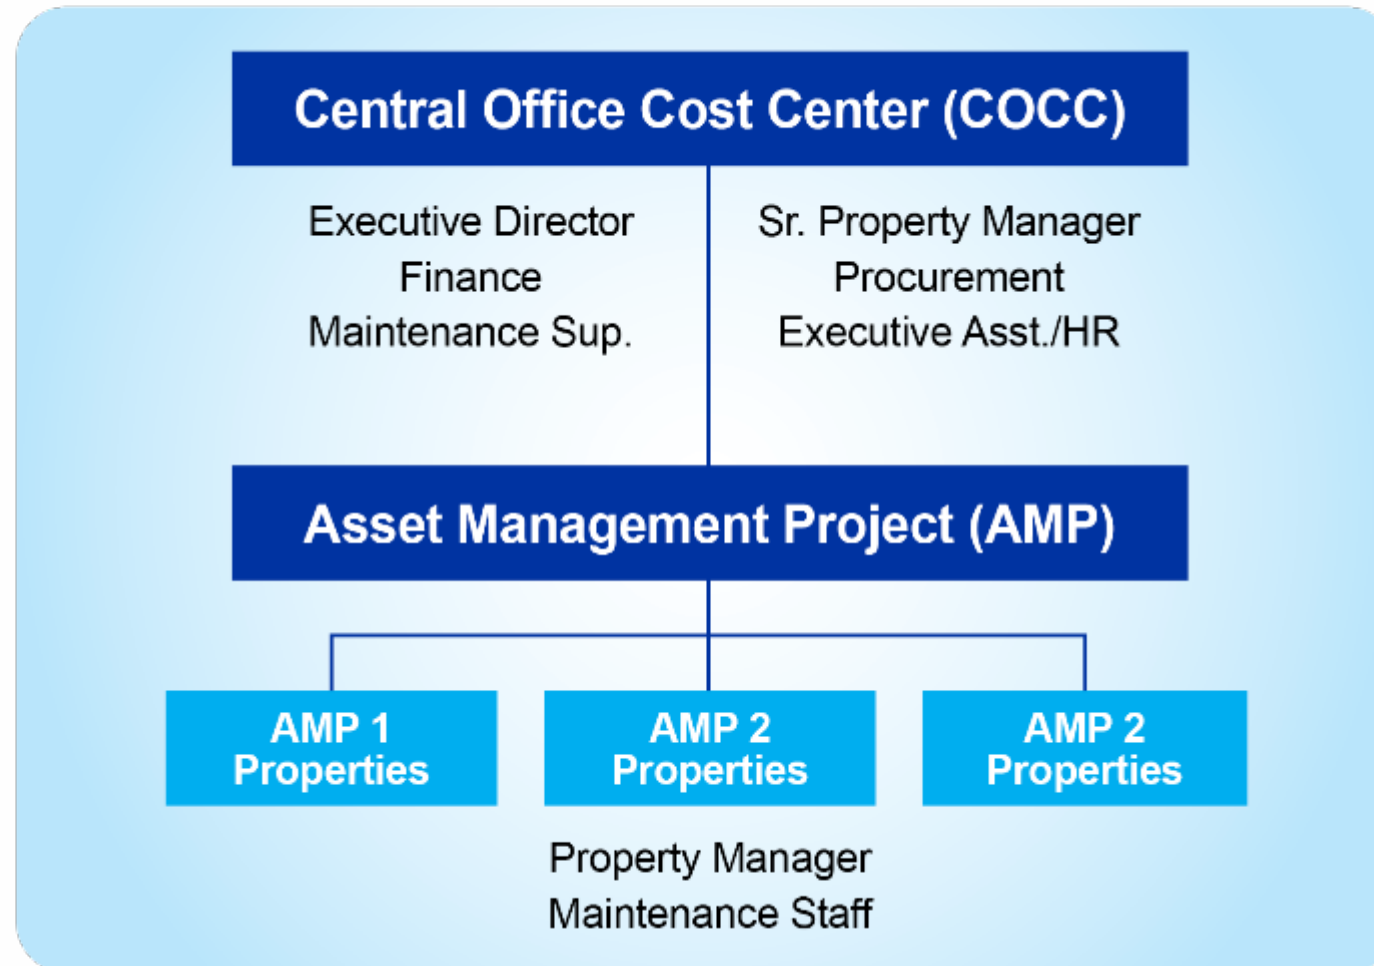 Central Office Cost Center (COCC)
Executive Director
Finance
Maintenance Sup.
Sr. Property Manager
Procurement
Executive Asst./HR
Asset Management Project (AMP)
AMP 1
Properties
AMP 2
Properties
AMP 2
Properties
Property Manager
Maintenance Staff